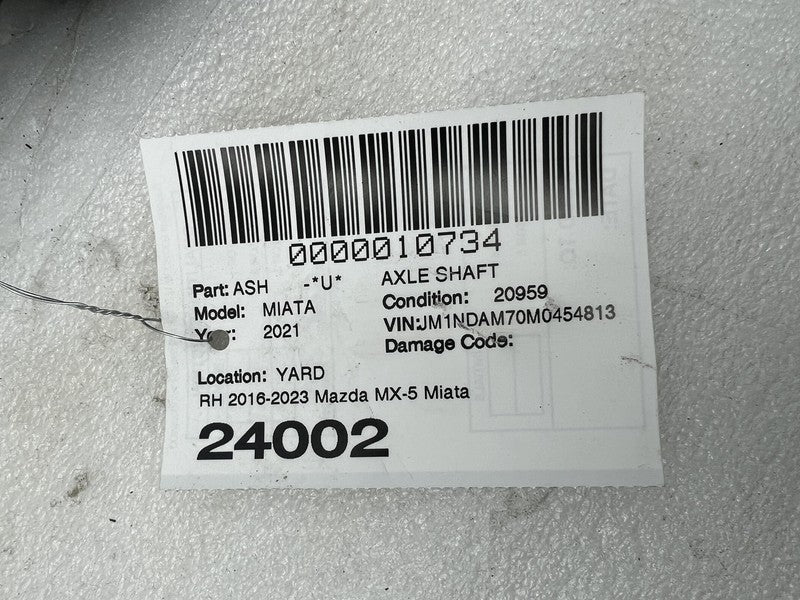 0000010734
Part: ASH -*U* AXLE SHAFT
Model: MIATA Condition: 20959
Year: 2021 VIN:JM1NDAM70M0454813
Damage Code:
Location: YARD
RH 2016-2023 Mazda MX-5 Miata
24002